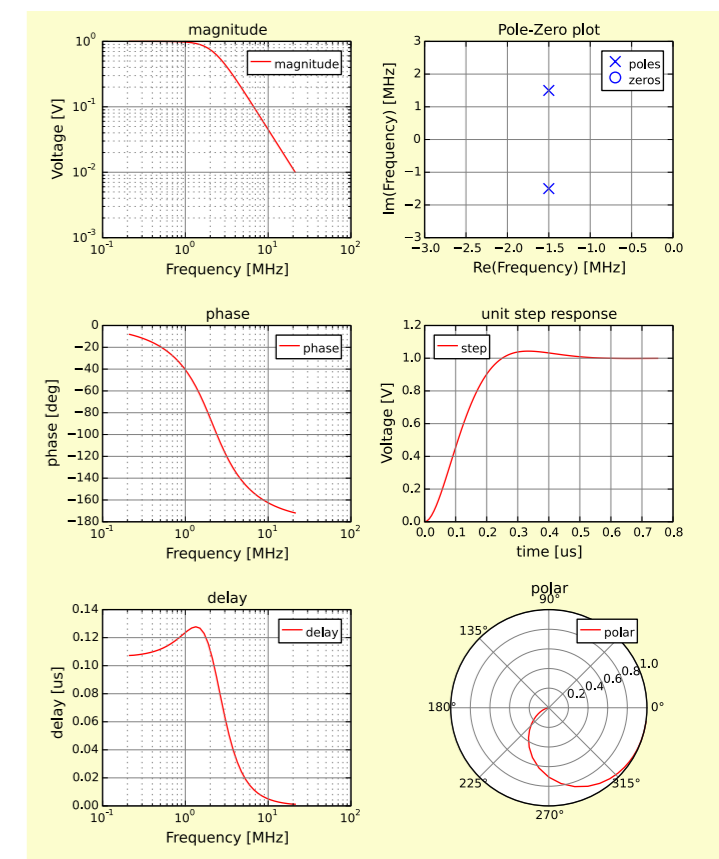 magnitude
10^0
10^-1
10^-2
10^-3
Voltage [V]
magnitude
10^-1 10^0 10^1 10^2
Frequency [MHz]
Pole-Zero plot
3
2
1
0
−1
−2
−3
Im(Frequency) [MHz]
poles
zeros
−3.0 −2.5 −2.0 −1.5 −1.0 −0.5 0.0
Re(Frequency) [MHz]
phase
0
−20
−40
−60
−80
−100
−120
−140
−160
−180
phase [deg]
phase
10^-1 10^0 10^1 10^2
Frequency [MHz]
unit step response
1.2
1.0
0.8
0.6
0.4
0.2
0.0
Voltage [V]
step
0.0 0.1 0.2 0.3 0.4 0.5 0.6 0.7 0.8
time [us]
delay
0.14
0.12
0.10
0.08
0.06
0.04
0.02
0.00
delay [us]
delay
10^-1 10^0 10^1 10^2
Frequency [MHz]
polar
90°
135°
polar
0.2 0.4 0.6 0.8 1.0
180°
0°
225°
315°
270°